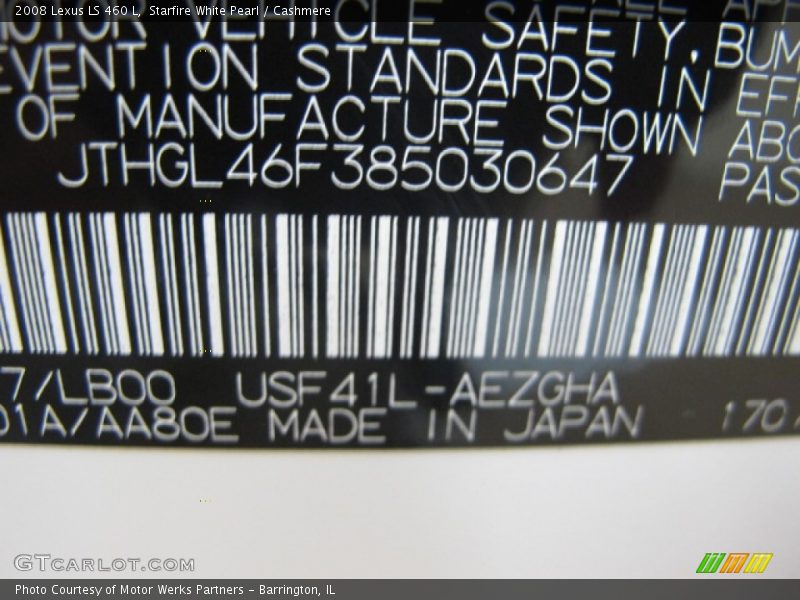 2008 Lexus LS 460 L, Starfire White Pearl / Cashmere
MOTOR VEHICLE SAFETY, BUM
EVENTION STANDARDS IN EFF
OF MANUFACTURE SHOWN ABO
JTHGL46F385030647 PAS
7/LB00 USF41L-AEZGHA
01A/AA80E MADE IN JAPAN 170
GTCARLOT.COM
Photo Courtesy of Motor Werks Partners - Barrington, IL